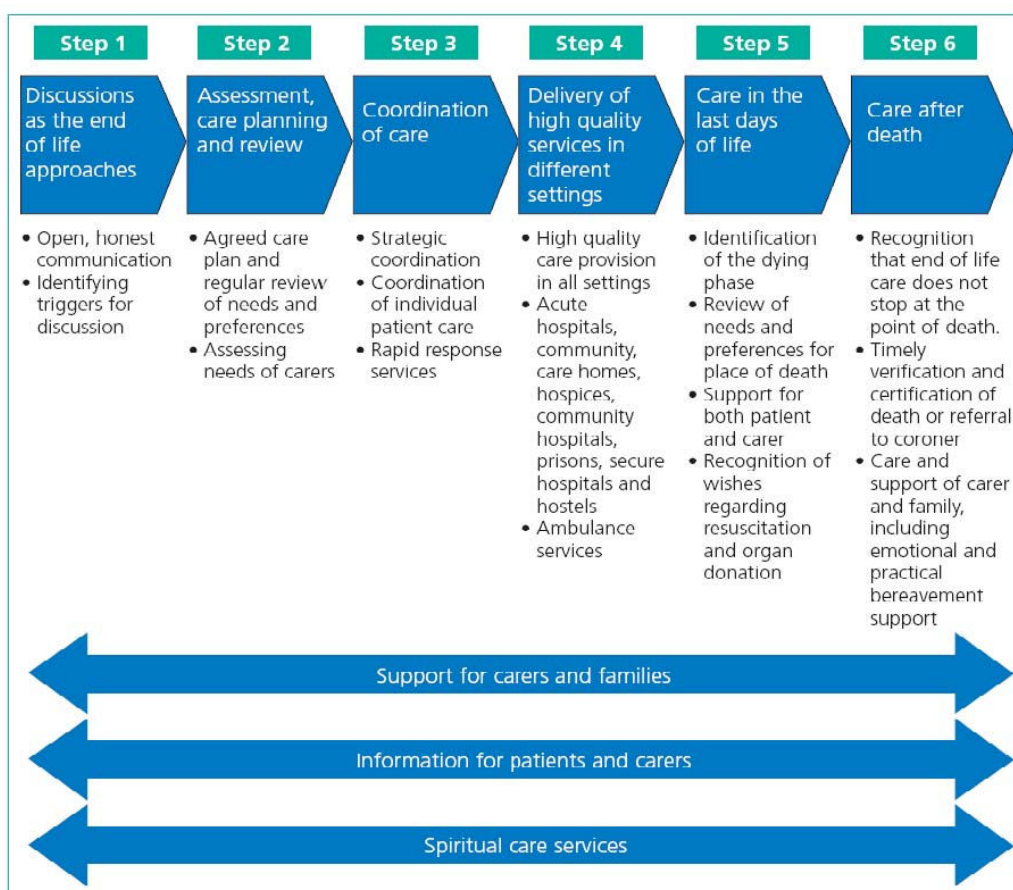 Step 1
Step 2
Step 3
Step 4
Step 5
Step 6
Discussions
as the end
of life
approaches
Assessment,
care planning
and review
Coordination
of care
Delivery of
high quality
services in
different
settings
Care in the
last days
of life
Care after
death
• Open, honest
communication
• Identifying
triggers for
discussion
• Agreed care
plan and
regular review
of needs and
preferences
• Assessing
needs of carers
• Strategic
coordination
• Coordination
of individual
patient care
• Rapid response
services
• High quality
care provision
in all settings
• Acute
hospitals,
community,
care homes,
hospices,
community
hospitals,
prisons, secure
hospitals and
hostels
• Ambulance
services
• Identification
of the dying
phase
• Review of
needs and
preferences for
place of death
• Support for
both patient
and carer
• Recognition of
wishes
regarding
resuscitation
and organ
donation
• Recognition
that end of life
care does not
stop at the
point of death.
• Timely
verification and
certification of
death or referral
to coroner
• Care and
support of carer
and family,
including
emotional and
practical
bereavement
support
Support for carers and families
Information for patients and carers
Spiritual care services